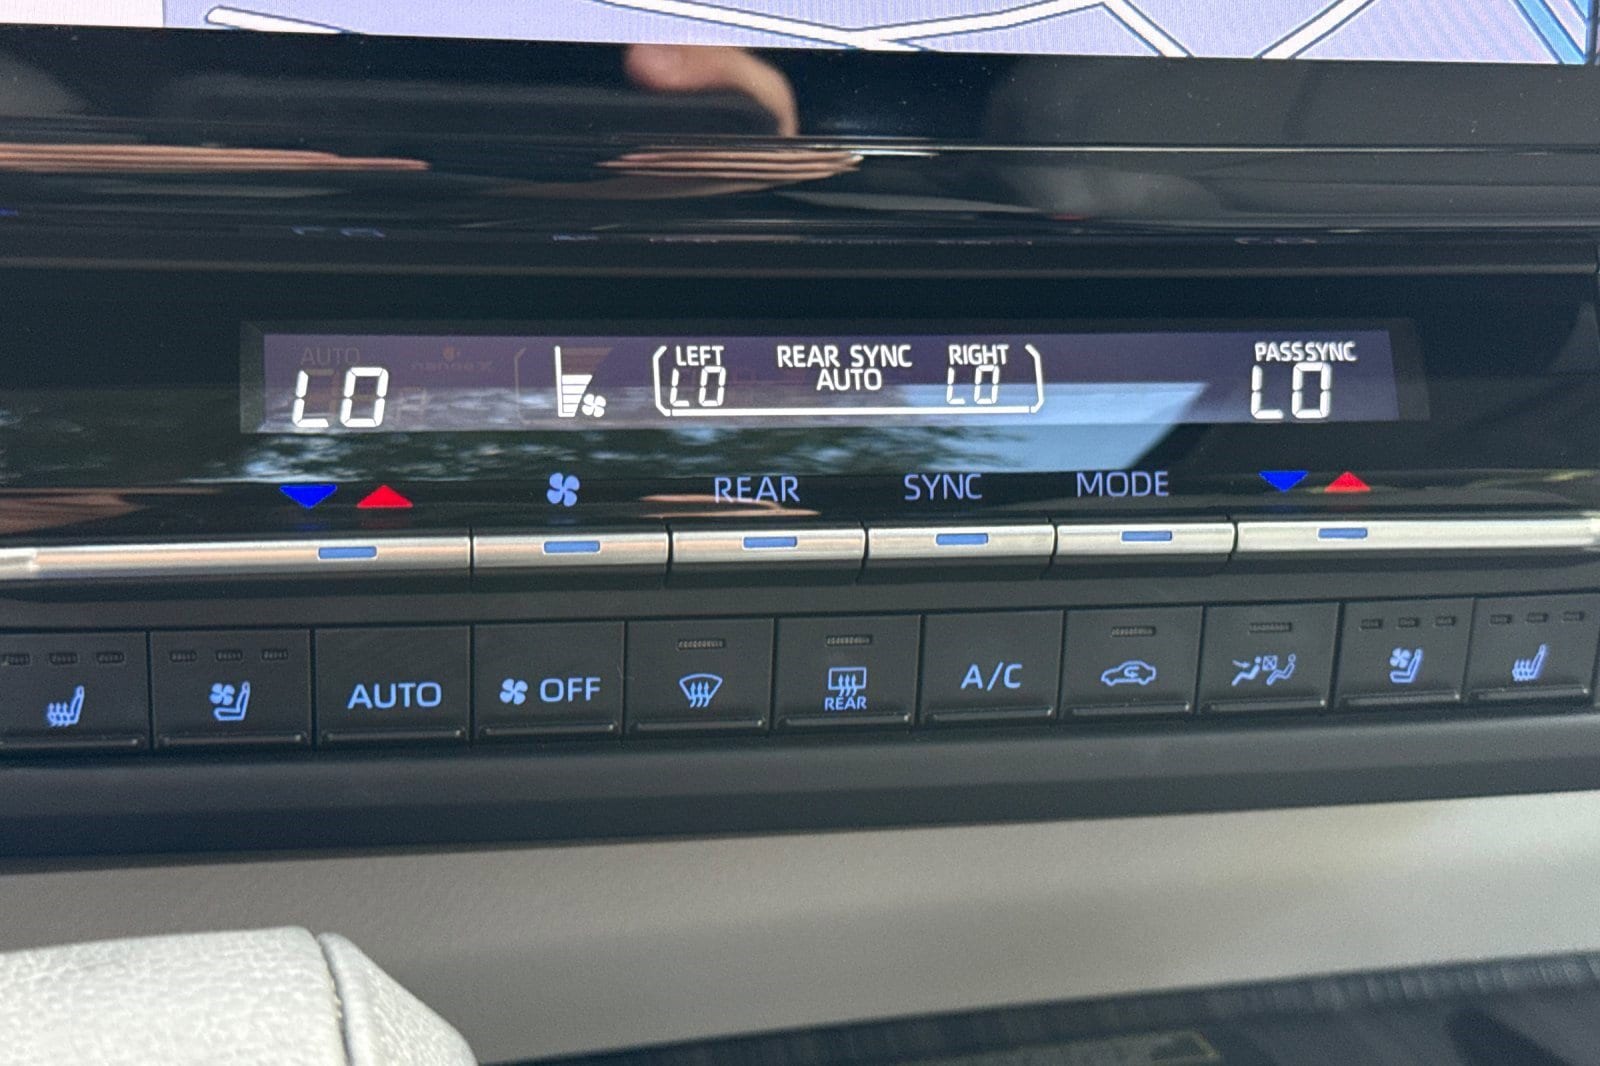 AUTO
LO
LEFT
LO
REAR SYNC
AUTO
RIGHT
LO
PASS SYNC
LO
REAR
SYNC
MODE
AUTO
OFF
REAR
A/C